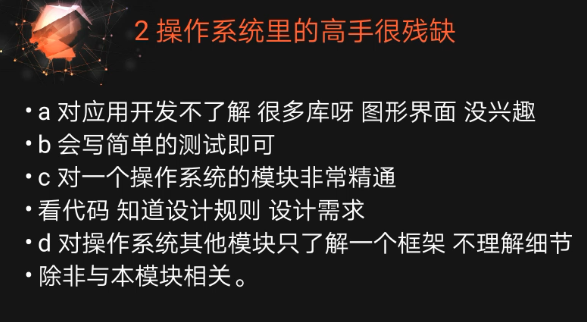 2 操作系统里的高手很残缺
• a 对应用开发不了解 很多库呀 图形界面 没兴趣
• b 会写简单的测试即可
• c 对一个操作系统的模块非常精通
• 看代码 知道设计规则 设计需求
• d 对操作系统其他模块只了解一个框架 不理解细节
• 除非与本模块相关。